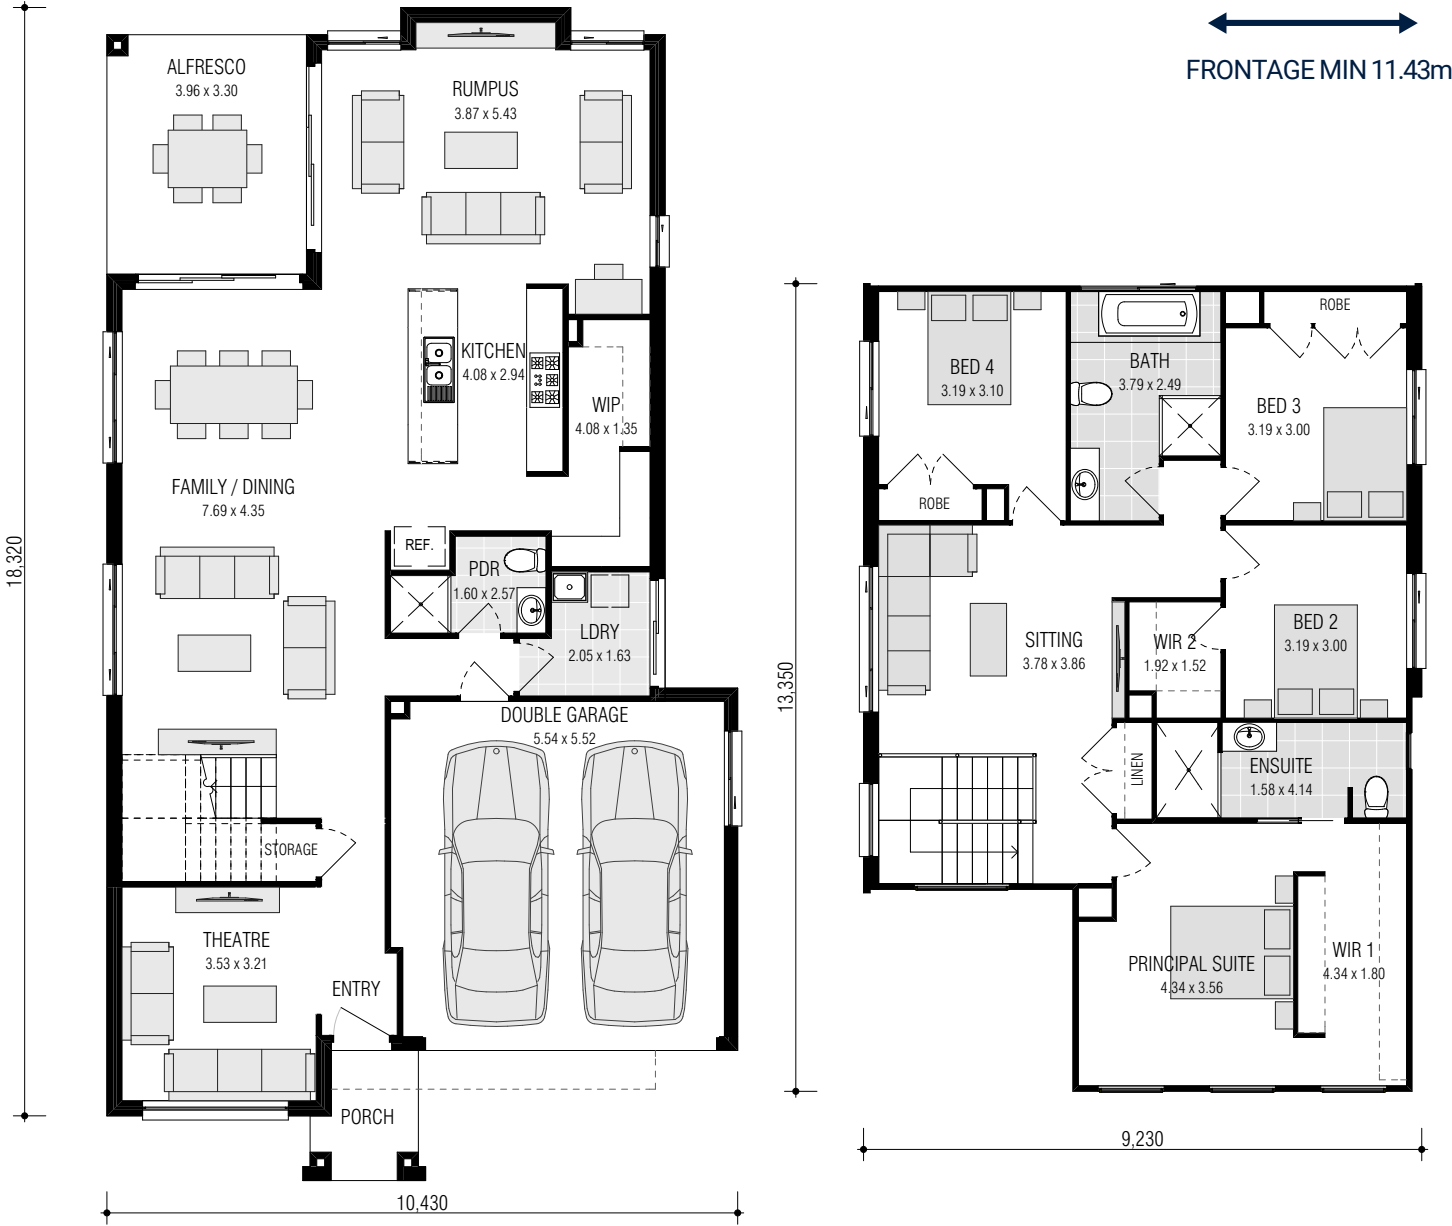 FRONTAGE MIN 11.43m
ALFRESCO
3.96 x 3.30
RUMPUS
3.87 x 5.43
KITCHEN
4.08 x 2.94
WIP
4.08 x 1.35
FAMILY / DINING
7.69 x 4.35
REF.
PDR
1.60 x 2.57
LDRY
2.05 x 1.63
DOUBLE GARAGE
5.54 x 5.52
STORAGE
THEATRE
3.53 x 3.21
ENTRY
PORCH
18,320
10,430
BED 4
3.19 x 3.10
ROBE
BATH
3.79 x 2.49
ROBE
BED 3
3.19 x 3.00
SITTING
3.78 x 3.86
WIR 2
1.92 x 1.52
BED 2
3.19 x 3.00
LINEN
ENSUITE
1.58 x 4.14
PRINCIPAL SUITE
4.34 x 3.56
WIR 1
4.34 x 1.80
13,350
9,230